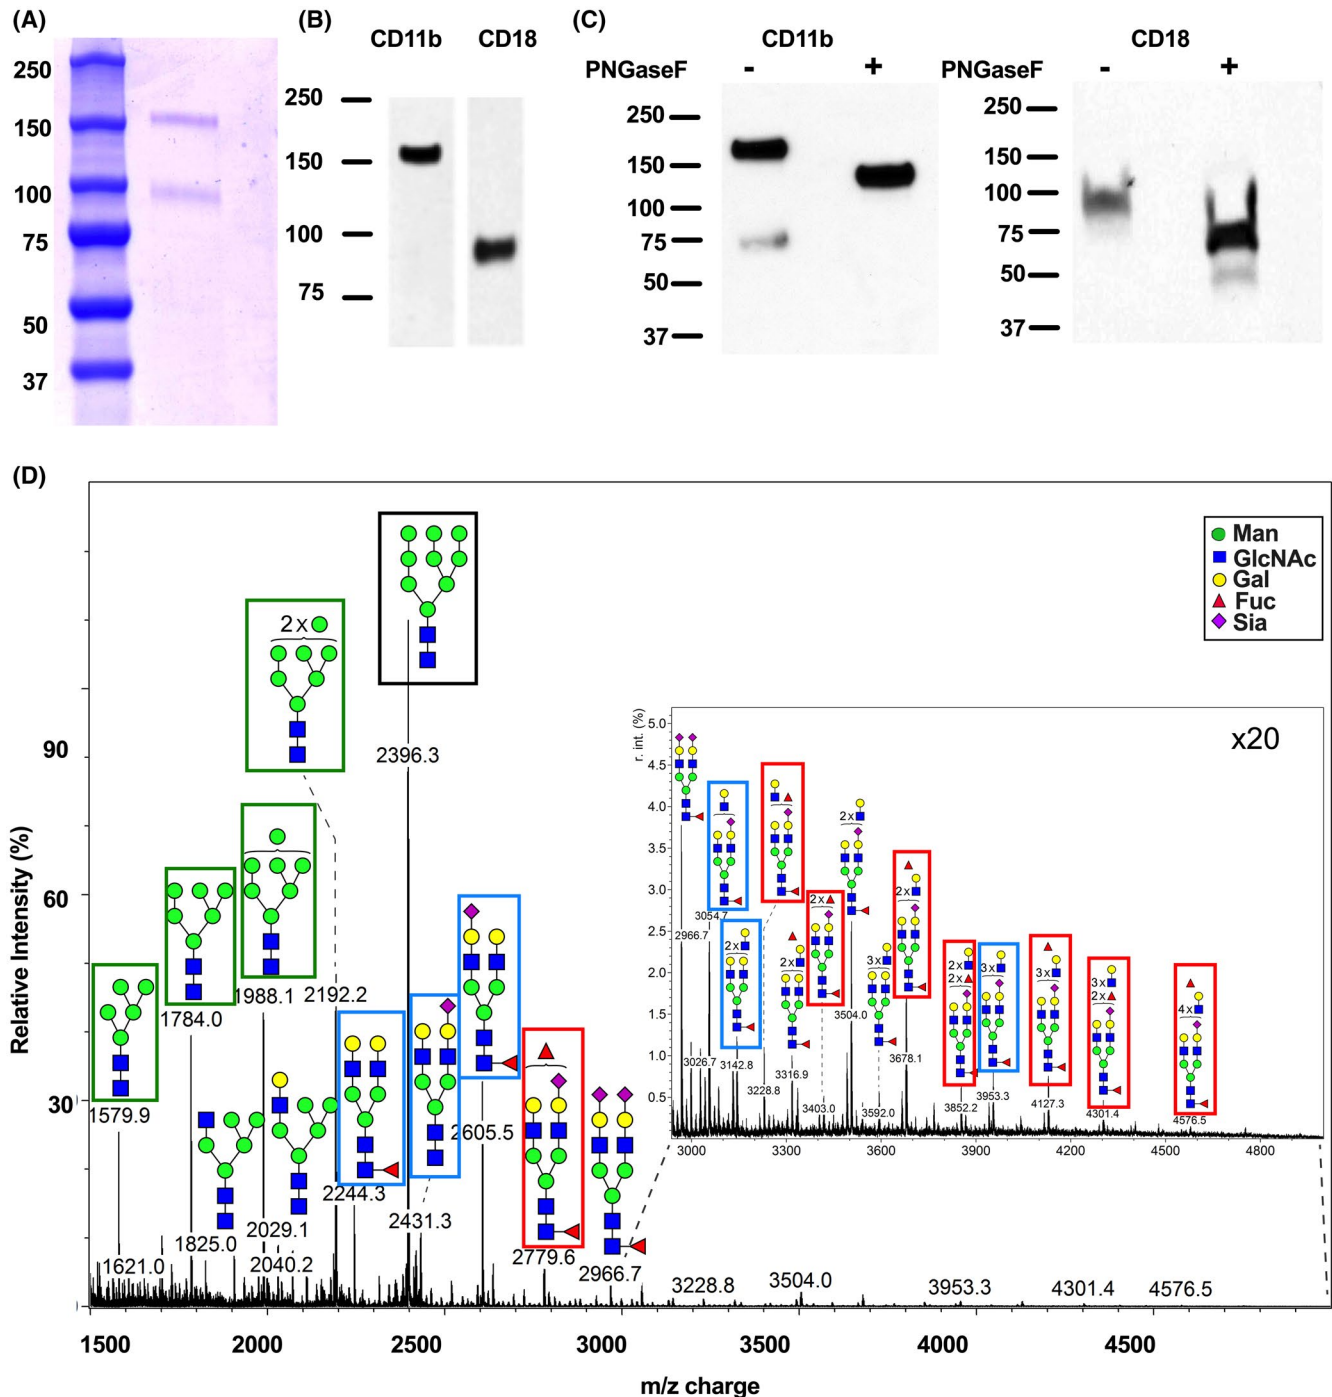 (A)
250
150
100
75
50
37
(B)
CD11b CD18
250
150
100
75
(C)
CD11b
PNGaseF - +
250
150
100
75
50
37
CD18
PNGaseF - +
250
150
100
75
50
37
(D)
Relative Intensity (%)
90
60
30
Man
GlcNAc
Gal
Fuc
Sia
2x
2396.3
1988.1
2192.2
1784.0
1579.9
2605.5
2244.3
2431.3
2029.1
1825.0
2040.2
1621.0
2779.6
2966.7
3228.8
3504.0
3953.3
4301.4
4576.5
r. int. (%)
x20
5.0
4.5
4.0
3.5
3.0
2.5
2.0
1.5
1.0
0.5
2x
3054.7
2966.7
2x
2x
2x
3x
2x
2x
2x
3x
3x
3x
2x
4x
3504.0
3026.7
3142.8
3228.8
3316.9
3403.0
3592.0
3678.1
3852.2
3953.3
4127.3
4301.4
4576.5
3000 3300 3600 3900 4200 4500 4800
1500 2000 2500 3000 3500 4000 4500
m/z charge